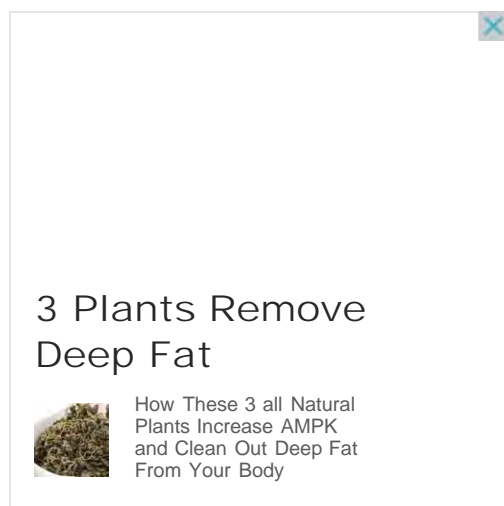 3 Plants Remove
Deep Fat
How These 3 all Natural
Plants Increase AMPK
and Clean Out Deep Fat
From Your Body